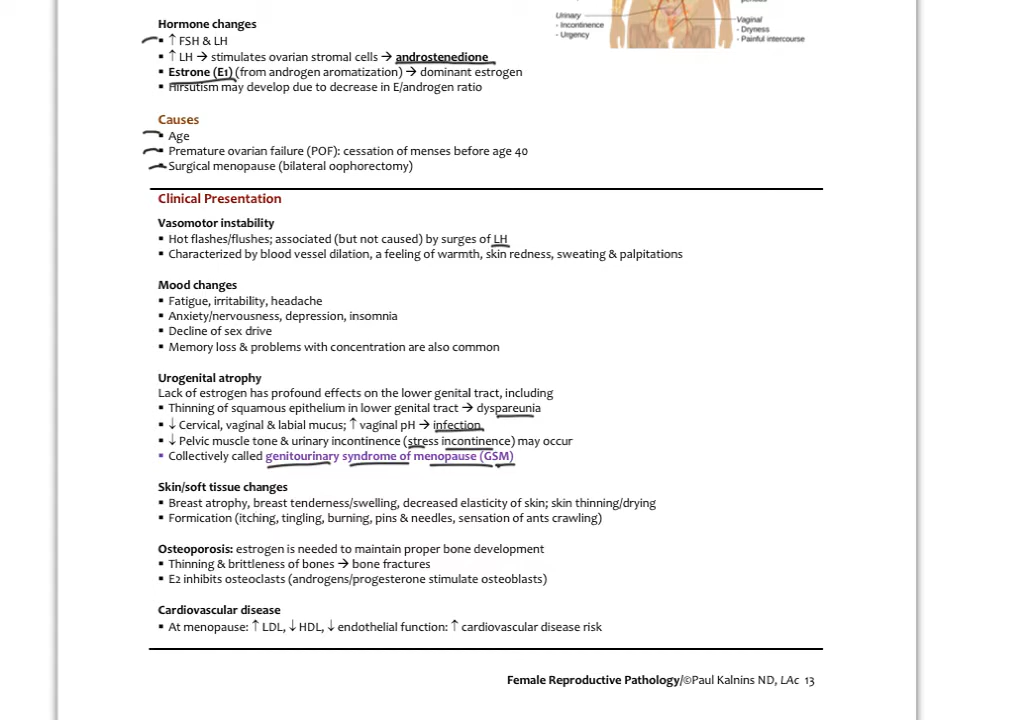 Hormone changes
▪ ↑ FSH & LH
▪ ↑ LH → stimulates ovarian stromal cells → androstenedione
▪ Estrone (E1) (from androgen aromatization) → dominant estrogen
▪ Hirsutism may develop due to decrease in E/androgen ratio
Urinary
- Incontinence
- Urgency
Vaginal
- Dryness
- Painful intercourse
Causes
▪ Age
▪ Premature ovarian failure (POF): cessation of menses before age 40
▪ Surgical menopause (bilateral oophorectomy)
Clinical Presentation
Vasomotor instability
▪ Hot flashes/flushes; associated (but not caused) by surges of LH
▪ Characterized by blood vessel dilation, a feeling of warmth, skin redness, sweating & palpitations
Mood changes
▪ Fatigue, irritability, headache
▪ Anxiety/nervousness, depression, insomnia
▪ Decline of sex drive
▪ Memory loss & problems with concentration are also common
Urogenital atrophy
Lack of estrogen has profound effects on the lower genital tract, including
▪ Thinning of squamous epithelium in lower genital tract → dyspareunia
▪ ↓ Cervical, vaginal & labial mucus; ↑ vaginal pH → infection
▪ ↓ Pelvic muscle tone & urinary incontinence (stress incontinence) may occur
▪ Collectively called genitourinary syndrome of menopause (GSM)
Skin/soft tissue changes
▪ Breast atrophy, breast tenderness/swelling, decreased elasticity of skin; skin thinning/drying
▪ Formication (itching, tingling, burning, pins & needles, sensation of ants crawling)
Osteoporosis: estrogen is needed to maintain proper bone development
▪ Thinning & brittleness of bones → bone fractures
▪ E2 inhibits osteoclasts (androgens/progesterone stimulate osteoblasts)
Cardiovascular disease
▪ At menopause: ↑ LDL, ↓ HDL, ↓ endothelial function: ↑ cardiovascular disease risk
Female Reproductive Pathology/©Paul Kalnins ND, LAc 13